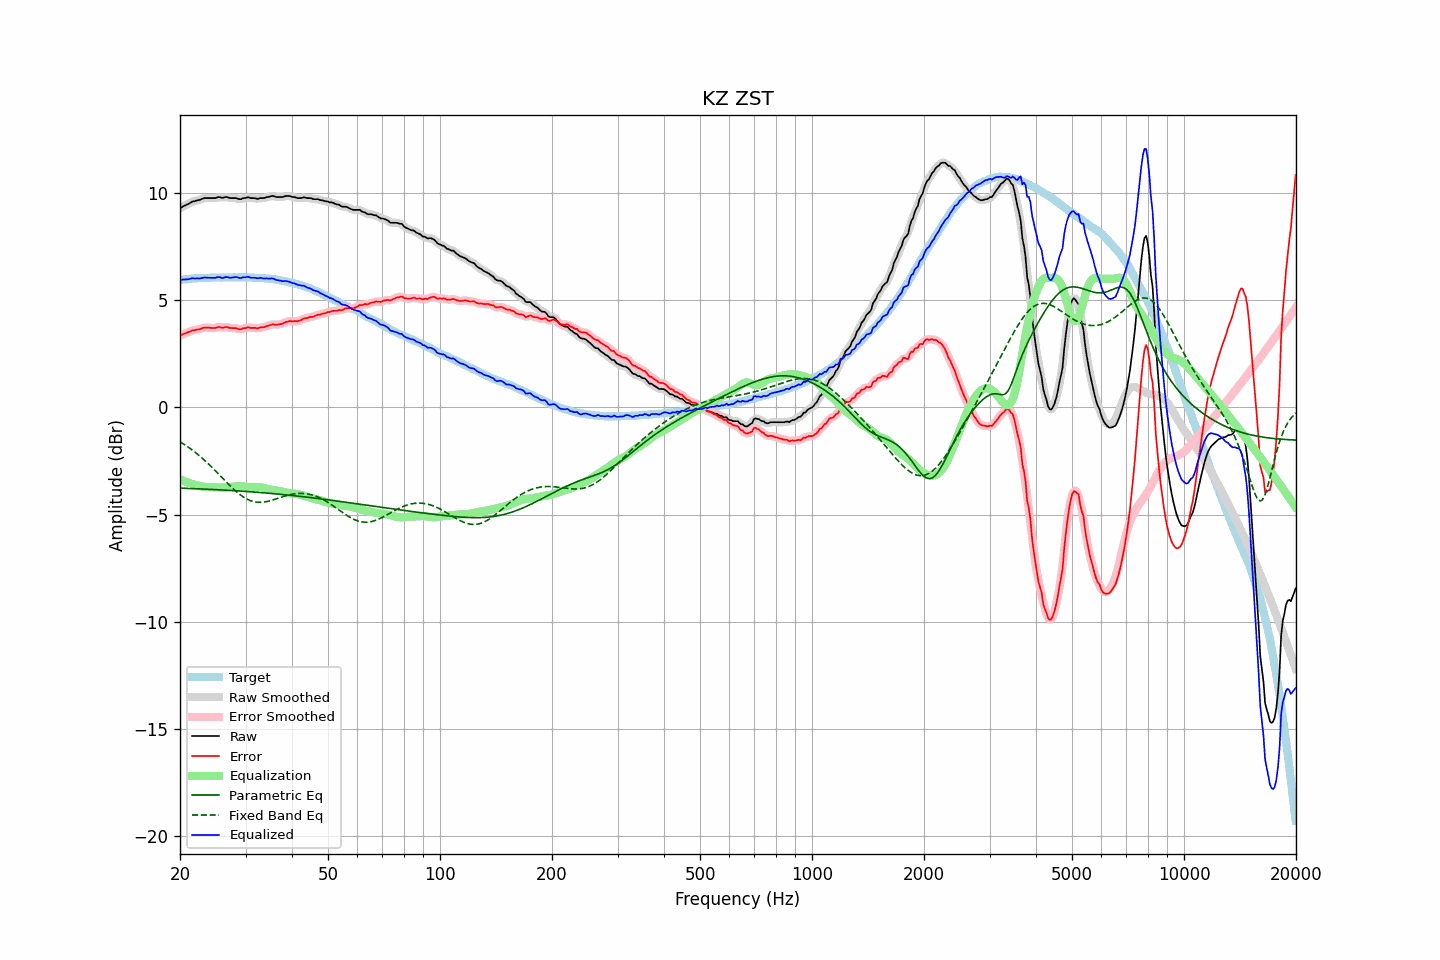 KZ ZST
Amplitude (dBr)
10
5
0
−5
−10
−15
−20
Target
Raw Smoothed
Error Smoothed
Raw
Error
Equalization
Parametric Eq
Fixed Band Eq
Equalized
20 50 100 200 500 1000 2000 5000 10000 20000
Frequency (Hz)